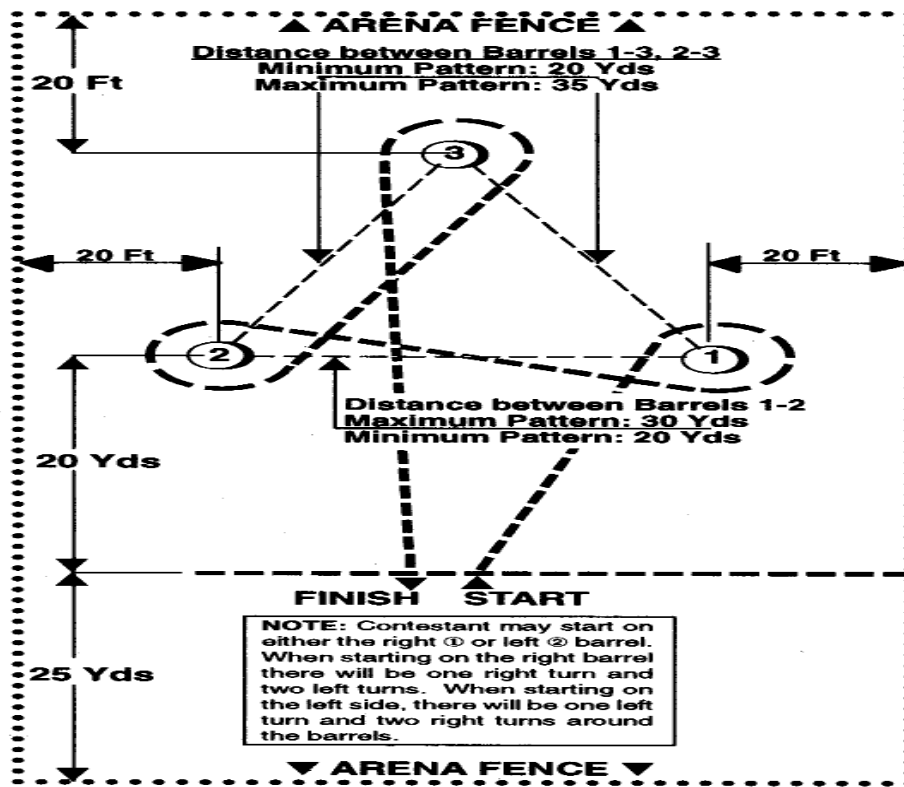 ▲ ARENA FENCE ▲
Distance between Barrels 1-3, 2-3
Minimum Pattern: 20 Yds
Maximum Pattern: 35 Yds
20 Ft
3
20 Ft
20 Ft
2
1
Distance between Barrels 1-2
Maximum Pattern: 30 Yds
Minimum Pattern: 20 Yds
20 Yds
FINISH START
NOTE: Contestant may start on
either the right ① or left ② barrel.
When starting on the right barrel
there will be one right turn and
two left turns. When starting on
the left side, there will be one left
turn and two right turns around
the barrels.
25 Yds
▼ ARENA FENCE ▼